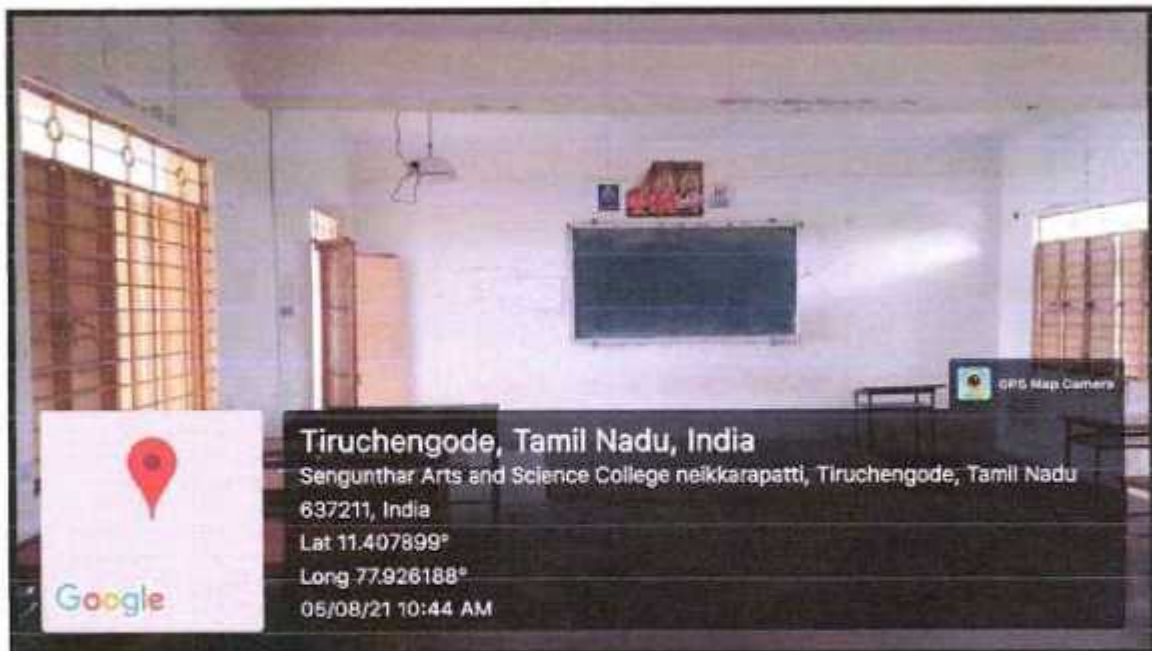 GPS Map Camera
Tiruchengode, Tamil Nadu, India
Sengunthar Arts and Science College neikkarapatti, Tiruchengode, Tamil Nadu
637211, India
Lat 11.407899°
Long 77.926188°
05/08/21 10:44 AM
Google